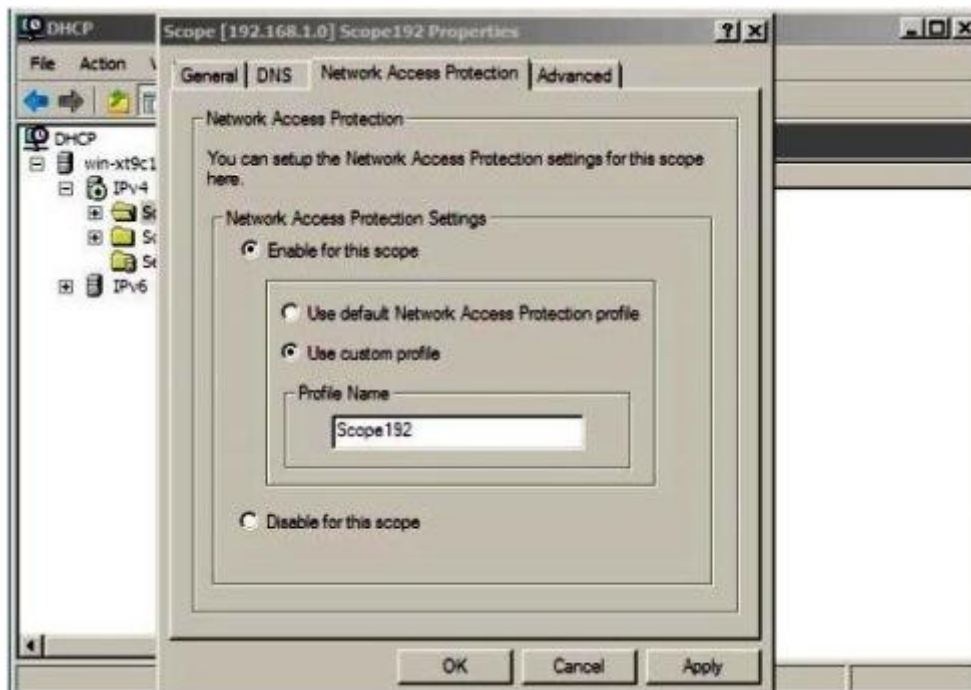 DHCP
Scope [192.168.1.0] Scope192 Properties
File Action
General DNS Network Access Protection Advanced
Network Access Protection
You can setup the Network Access Protection settings for this scope
here.
DHCP
win-xt9c1
IPv4
IPv6
Network Access Protection Settings
Enable for this scope
Use default Network Access Protection profile
Use custom profile
Profile Name
Scope192
Disable for this scope
OK Cancel Apply